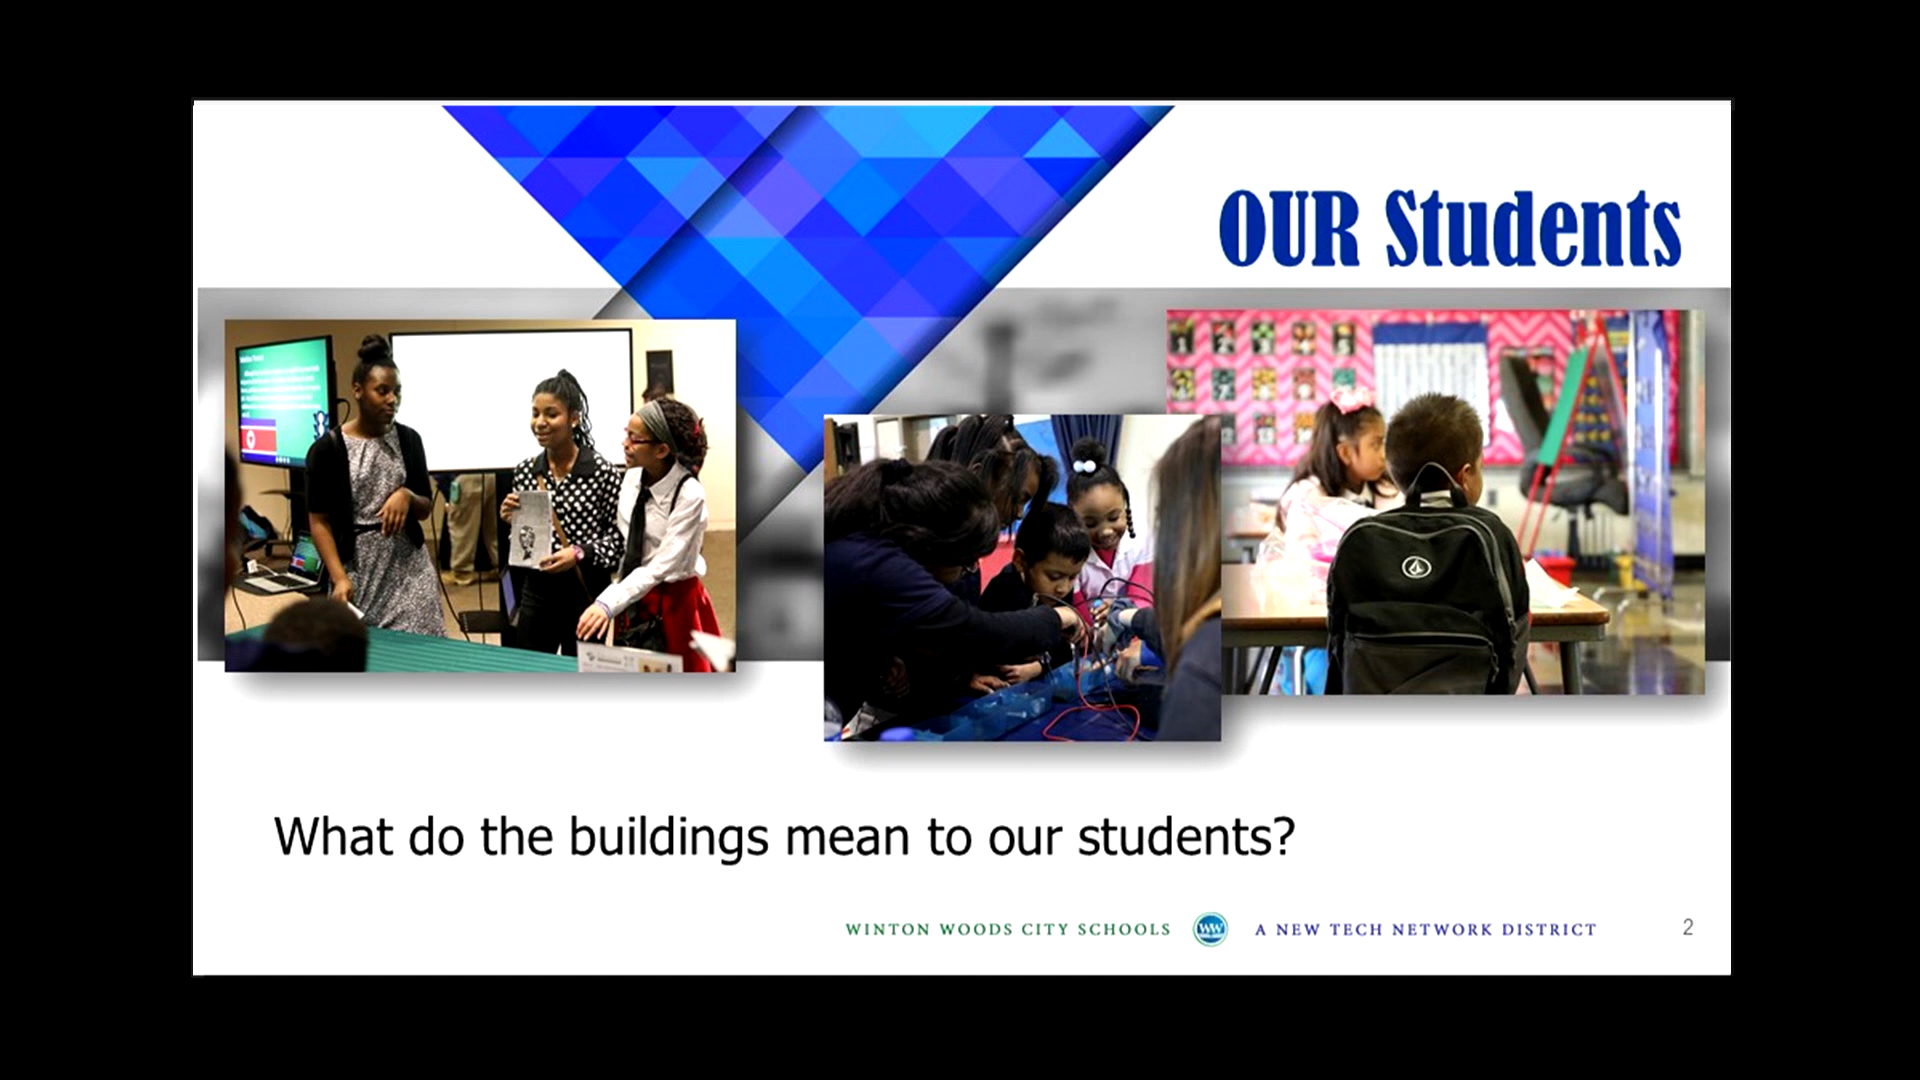 OUR Students
What do the buildings mean to our students?
WINTON WOODS CITY SCHOOLS WW A NEW TECH NETWORK DISTRICT 2